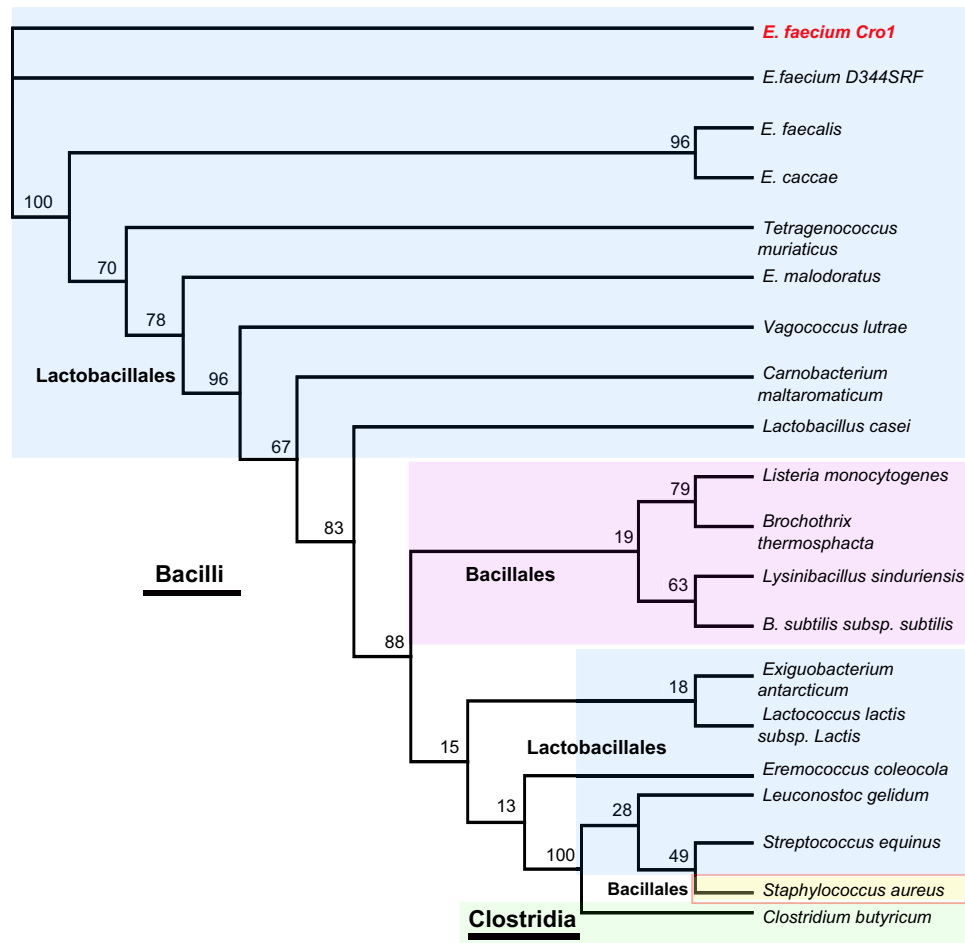 E. faecium Cro1
E.faecium D344SRF
E. faecalis
96
E. caccae
100
Tetragenococcus
muriaticus
70
E. malodoratus
78
Vagococcus lutrae
Lactobacillales
96
Carnobacterium
maltaromaticum
67
Lactobacillus casei
Listeria monocytogenes
79
Brochothrix
thermosphacta
83
19
Bacilli
Bacillales
Lysinibacillus sinduriensis
63
B. subtilis subsp. subtilis
88
Exiguobacterium
antarcticum
18
Lactococcus lactis
subsp. Lactis
15
Lactobacillales
Eremococcus coleocola
13
Leuconostoc gelidum
28
Streptococcus equinus
100
49
Bacillales
Staphylococcus aureus
Clostridia
Clostridium butyricum